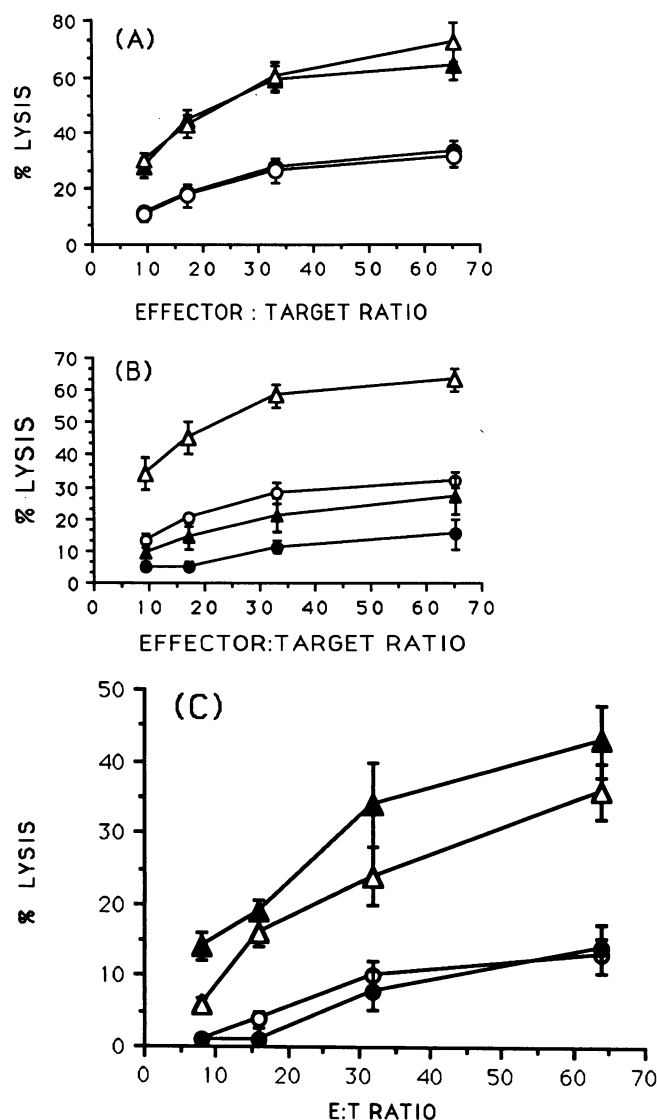 (A)
80
60
40
20
0
% LYSIS
0 10 20 30 40 50 60 70
EFFECTOR : TARGET RATIO
(B)
70
60
50
40
30
20
10
0
% LYSIS
0 10 20 30 40 50 60 70
EFFECTOR:TARGET RATIO
(C)
50
40
30
20
10
0
% LYSIS
0 10 20 30 40 50 60 70
E:T RATIO